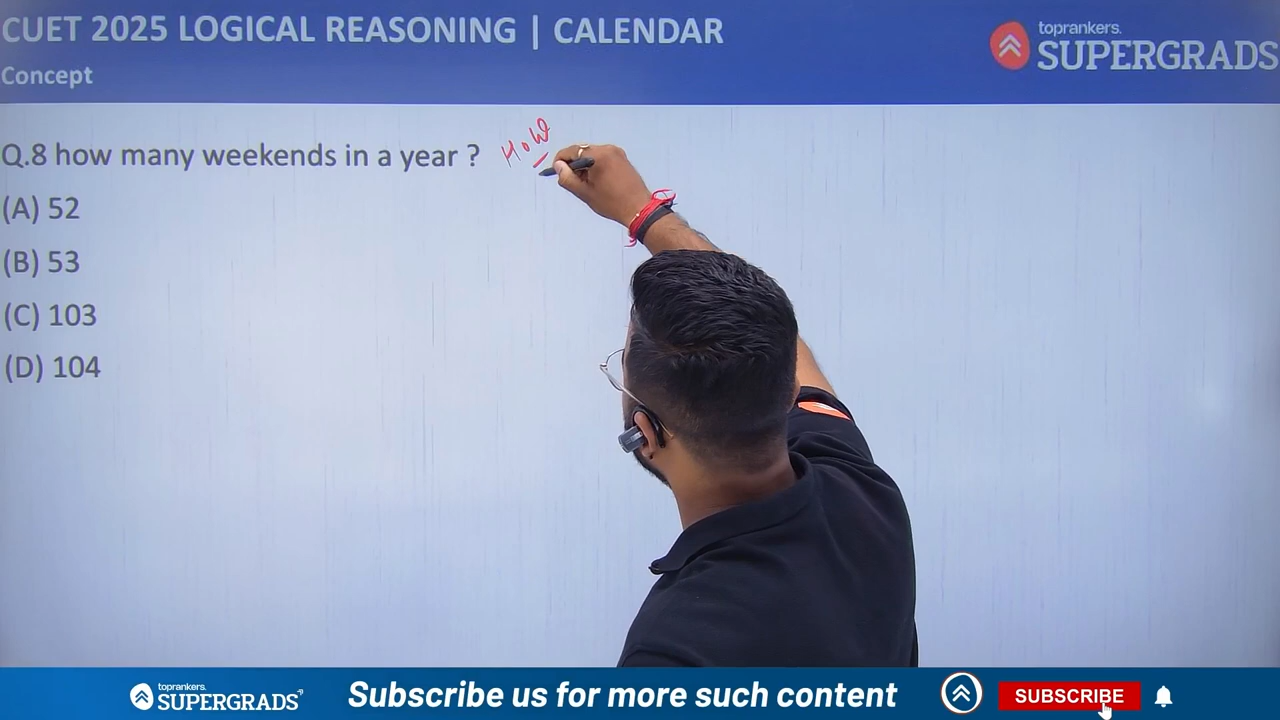 CUET 2025 LOGICAL REASONING | CALENDAR
toprankers.
SUPERGRADS
Concept
Q.8 how many weekends in a year ?
How
(A) 52
(B) 53
(C) 103
(D) 104
toprankers.
SUPERGRADS
Subscribe us for more such content
SUBSCRIBE